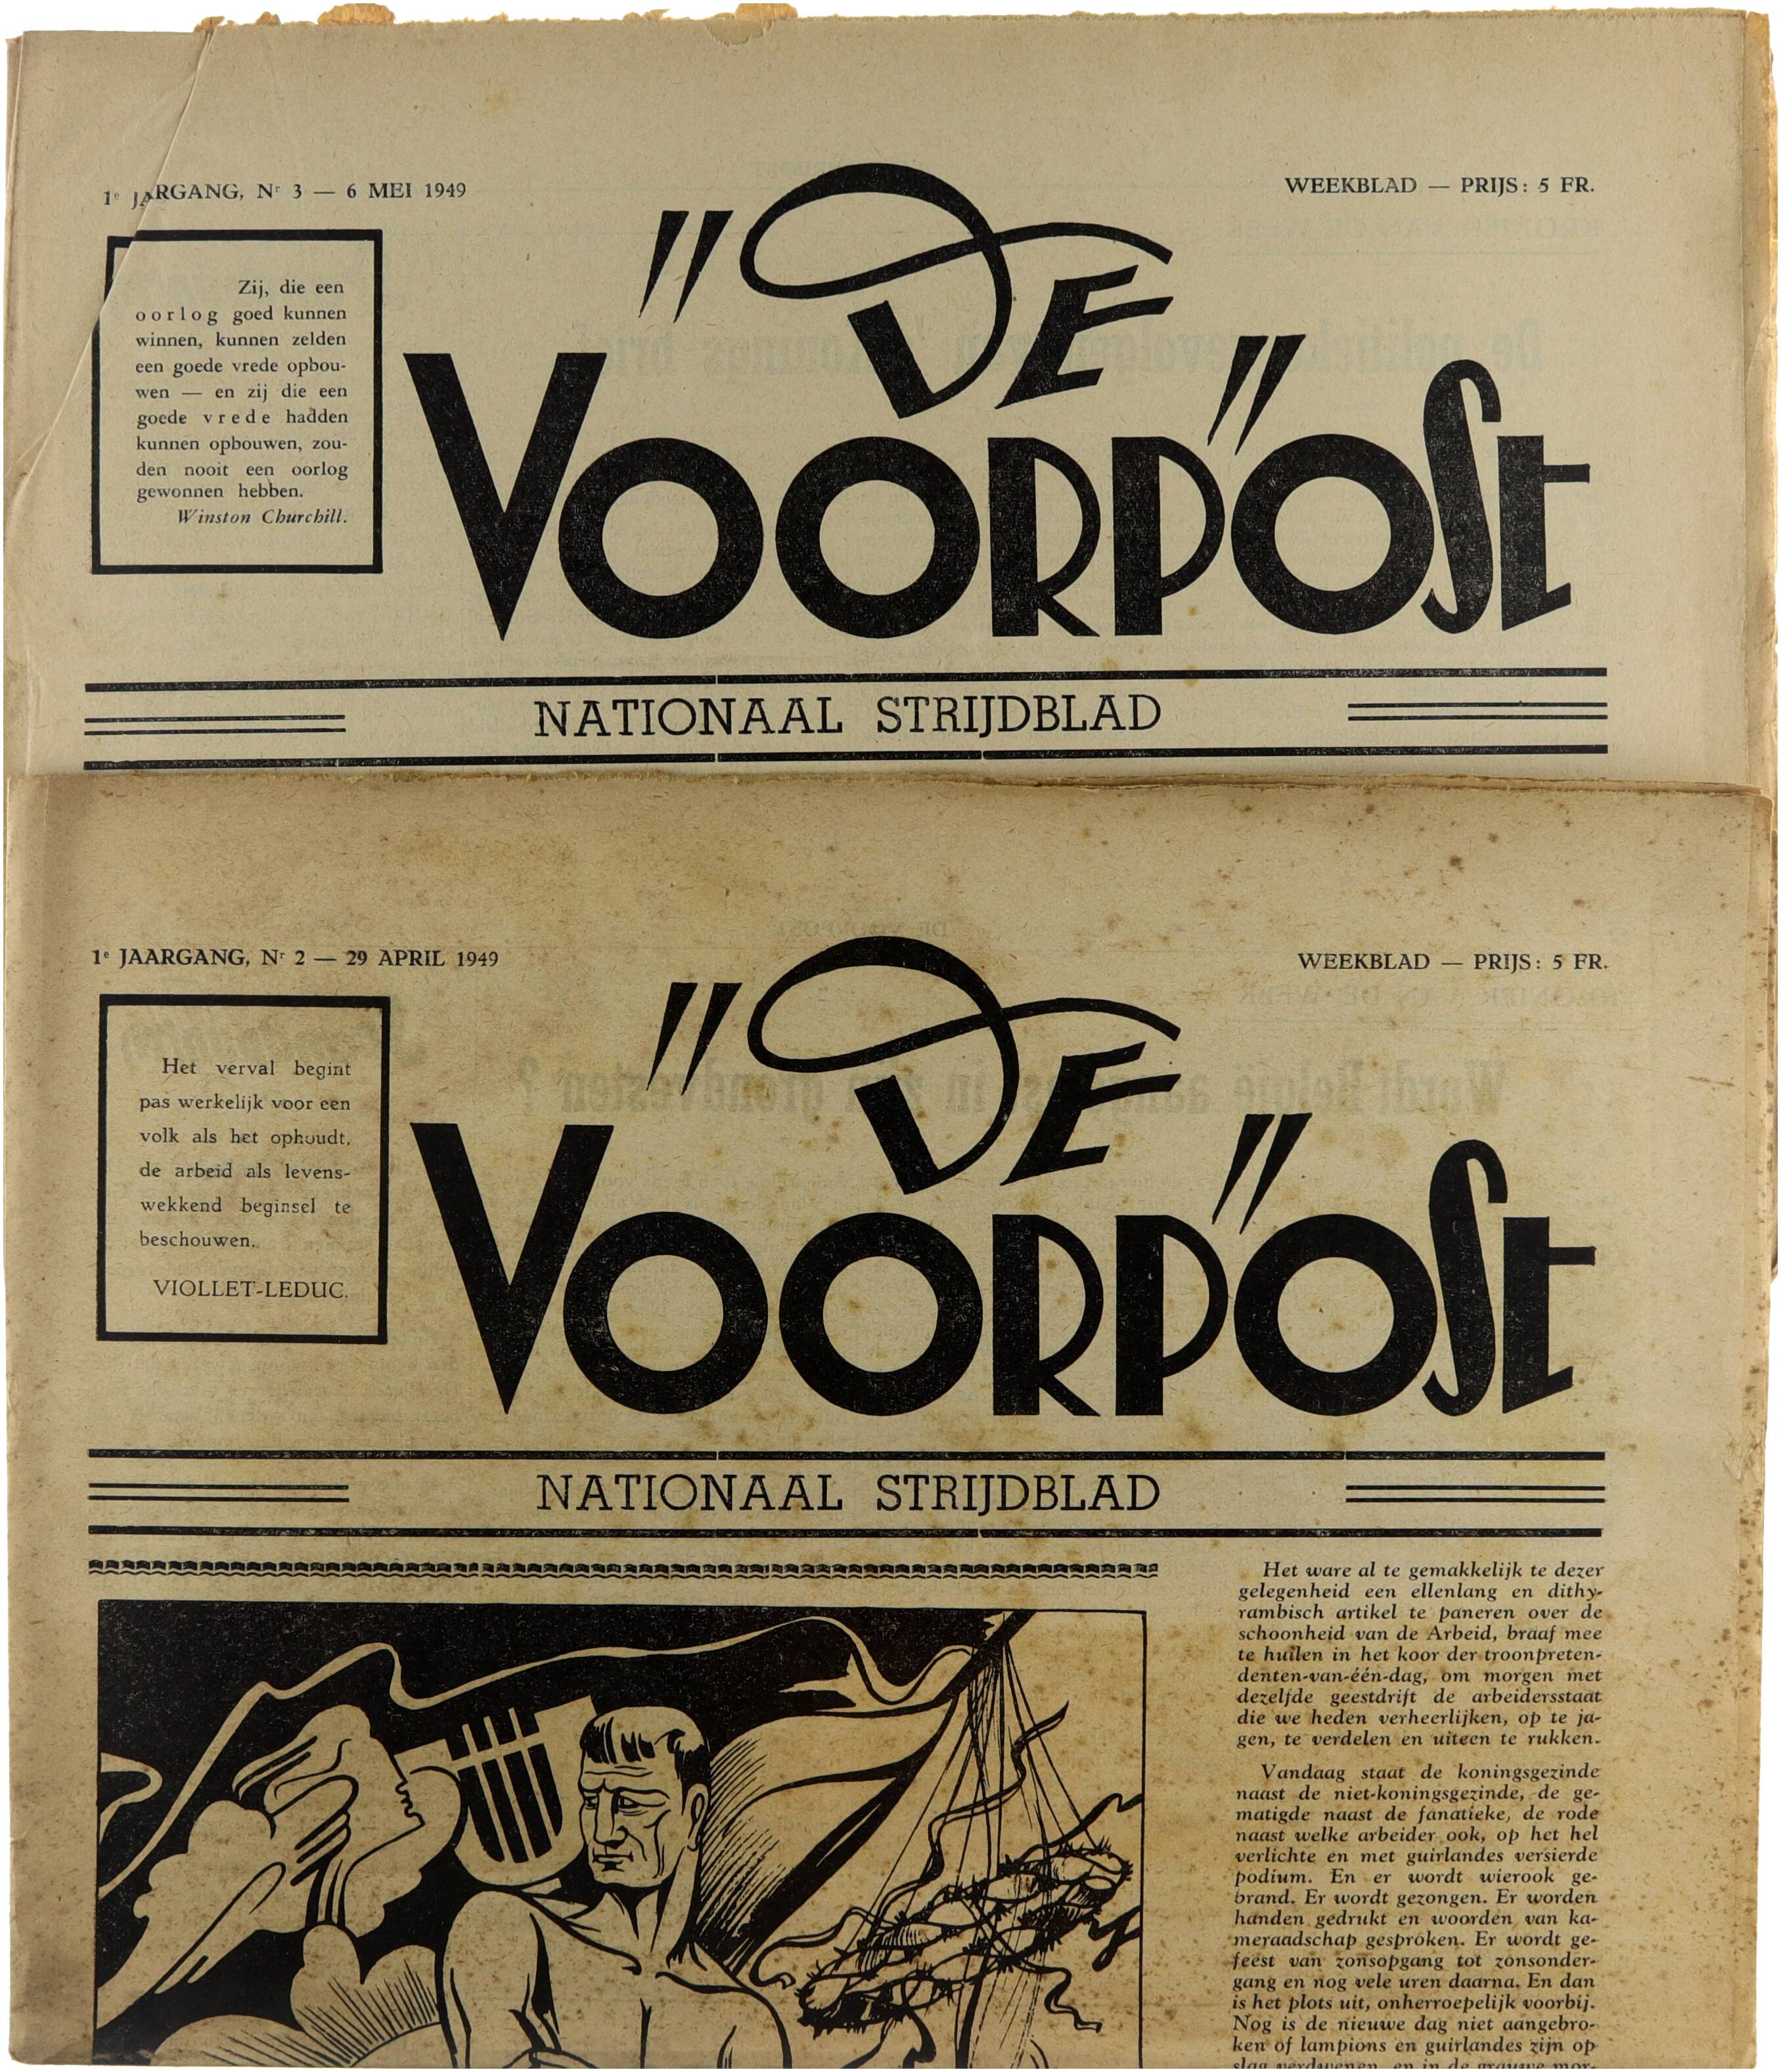 1e JAARGANG, Nr 3 — 6 MEI 1949
WEEKBLAD — PRIJS: 5 FR.
Zij, die een
oorlog goed kunnen
winnen, kunnen zelden
een goede vrede opbou-
wen — en zij die een
goede vrede hadden
kunnen opbouwen, zou-
den nooit een oorlog
gewonnen hebben.
Winston Churchill.
"DE
VOORPOST"
NATIONAAL STRIJDBLAD
1e JAARGANG, Nr 2 — 29 APRIL 1949
WEEKBLAD — PRIJS: 5 FR.
Het verval begint
pas werkelijk voor een
volk als het ophoudt,
de arbeid als levens-
wekkend beginsel te
beschouwen.
VIOLLET-LEDUC.
"DE
VOORPOST"
NATIONAAL STRIJDBLAD
Het ware al te gemakkelijk te dezer
gelegenheid een ellenlang en dithy-
rambisch artikel te paneren over de
schoonheid van de Arbeid, braaf mee
te huilen in het koor der troonpreten-
denten-van-één-dag, om morgen met
dezelfde geestdrift de arbeidersstaat
die we heden verheerlijken, op te ja-
gen, te verdelen en uiteen te rukken.
Vandaag staat de koningsgezinde
naast de niet-koningsgezinde, de ge-
matigde naast de fanatieke, de rode
naast welke arbeider ook, op het hel
verlichte en met guirlandes versierde
podium. En er wordt wierook ge-
brand. Er wordt gezongen. Er worden
handen gedrukt en woorden van ka-
meraadschap gesproken. Er wordt ge-
feest van zonsopgang tot zonsonder-
gang en nog vele uren daarna. En dan
is het plots uit, onherroepelijk voorbij.
Nog is de nieuwe dag niet aangebro-
ken of lampions en guirlandes zijn op
slag verdwenen, en in de grauwe mor-